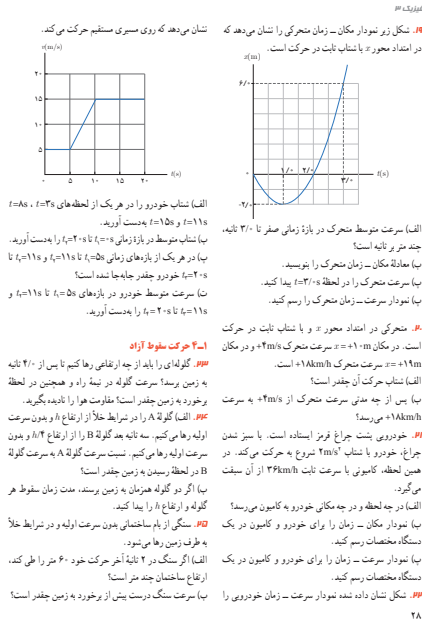 فیزیک ۳
۱۹. شکل زیر نمودار مکان ــ زمان متحرکی را نشان می‌دهد که
در امتداد محور x با شتاب ثابت در حرکت است.
x(m)
۶/۰
۰
۱/۰
۲/۰
۳/۰
t(s)
-۲/۰
الف) سرعت متوسط متحرک در بازهٔ زمانی صفر تا ۳/۰ ثانیه،
چند متر بر ثانیه است؟
ب) معادلهٔ مکان ــ زمان متحرک را بنویسید.
پ) سرعت متحرک را در لحظهٔ t=۳/۰s پیدا کنید.
ت) نمودار سرعت ــ زمان متحرک را رسم کنید.
۲۰. متحرکی در امتداد محور x و با شتاب ثابت در حرکت
است. در مکان x=+۱۰m سرعت متحرک +۴m/s و در مکان
x=+۱۹m سرعت متحرک +۱۸km/h است.
الف) شتاب حرکت آن چقدر است؟
ب) پس از چه مدتی سرعت متحرک از +۴m/s به سرعت
+۱۸km/h می‌رسد؟
۲۱. خودرویی پشت چراغ قرمز ایستاده است. با سبز شدن
چراغ، خودرو با شتاب ۲m/s² شروع به حرکت می‌کند. در
همین لحظه، کامیونی با سرعت ثابت ۳۶km/h از آن سبقت
می‌گیرد.
الف) در چه لحظه و در چه مکانی خودرو به کامیون می‌رسد؟
ب) نمودار مکان ــ زمان را برای خودرو و کامیون در یک
دستگاه مختصات رسم کنید.
پ) نمودار سرعت ــ زمان را برای خودرو و کامیون در یک
دستگاه مختصات رسم کنید.
۲۲. شکل نشان داده شده نمودار سرعت ــ زمان خودرویی را
نشان می‌دهد که روی مسیری مستقیم حرکت می‌کند.
v(m/s)
۲۰
۱۵
۱۰
۵
۰
۵
۱۰
۱۵
۲۰
t(s)
الف) شتاب خودرو را در هر یک از لحظه‌های t=۳s ، t=۸s
t=۱۱s و t=۱۵s به‌دست آورید.
ب) شتاب متوسط در بازهٔ زمانی t₁=۰s تا t₂=۲۰s را به‌دست آورید.
پ) در هر یک از بازه‌های زمانی t₁=۵s تا t₂=۱۱s و t₂=۱۱s تا
t₃=۲۰s خودرو چقدر جابه‌جا شده است؟
ت) سرعت متوسط خودرو در بازه‌های t₁=۵s تا t₂=۱۱s و
t₂=۱۱s تا t₃=۲۰s را به‌دست آورید.
۱ــ۴ حرکت سقوط آزاد
۲۳. گلوله‌ای را باید از چه ارتفاعی رها کنیم تا پس از ۴/۰ ثانیه
به زمین برسد؟ سرعت گلوله در نیمهٔ راه و همچنین در لحظهٔ
برخورد به زمین چقدر است؟ مقاومت هوا را نادیده بگیرید.
۲۴. الف) گلولهٔ A را در شرایط خلأ از ارتفاع h و بدون سرعت
اولیه رها می‌کنیم. سه ثانیه بعد گلولهٔ B را از ارتفاع h/۴ و بدون
سرعت اولیه رها می‌کنیم. نسبت سرعت گلولهٔ A به سرعت گلولهٔ
B در لحظهٔ رسیدن به زمین چقدر است؟
ب) اگر دو گلوله همزمان به زمین برسند، مدت زمان سقوط هر
گلوله و ارتفاع h را پیدا کنید.
۲۵. سنگی از بام ساختمانی بدون سرعت اولیه و در شرایط خلأ
به طرف زمین رها می‌شود.
الف) اگر سنگ در ۲ ثانیهٔ آخر حرکت خود ۶۰ متر را طی کند،
ارتفاع ساختمان چند متر است؟
ب) سرعت سنگ درست پیش از برخورد به زمین چقدر است؟
۲۸